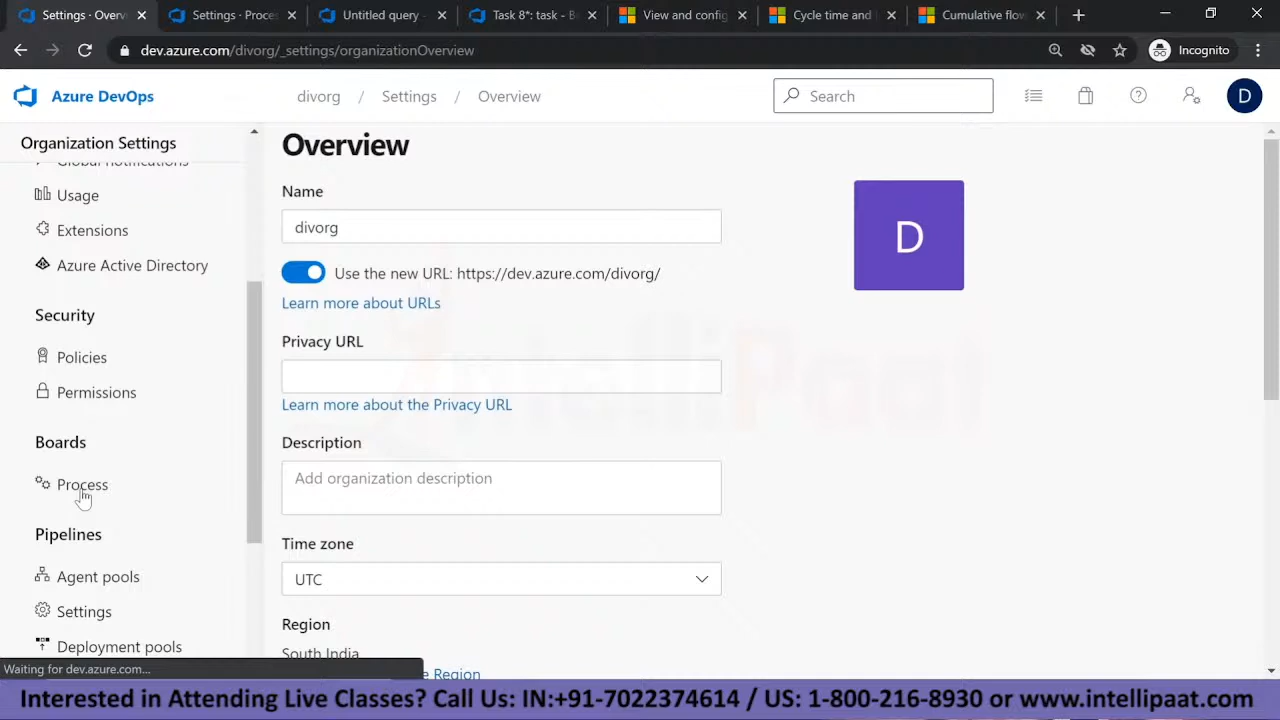 Settings - Overv
Settings - Proce
Untitled query -
Task 8*: task - B
View and config
Cycle time and
Cumulative flow
dev.azure.com/divorg/_settings/organizationOverview
Incognito
Azure DevOps
divorg / Settings / Overview
Search
D
Organization Settings
Global notifications
Usage
Extensions
Azure Active Directory
Security
Policies
Permissions
Boards
Process
Pipelines
Agent pools
Settings
Deployment pools
Overview
Name
divorg
Use the new URL: https://dev.azure.com/divorg/
Learn more about URLs
Privacy URL
Learn more about the Privacy URL
Description
Add organization description
Time zone
UTC
Region
South India
e Region
D
IntelliPaat
Waiting for dev.azure.com...
Interested in Attending Live Classes? Call Us: IN:+91-7022374614 / US: 1-800-216-8930 or www.intellipaat.com